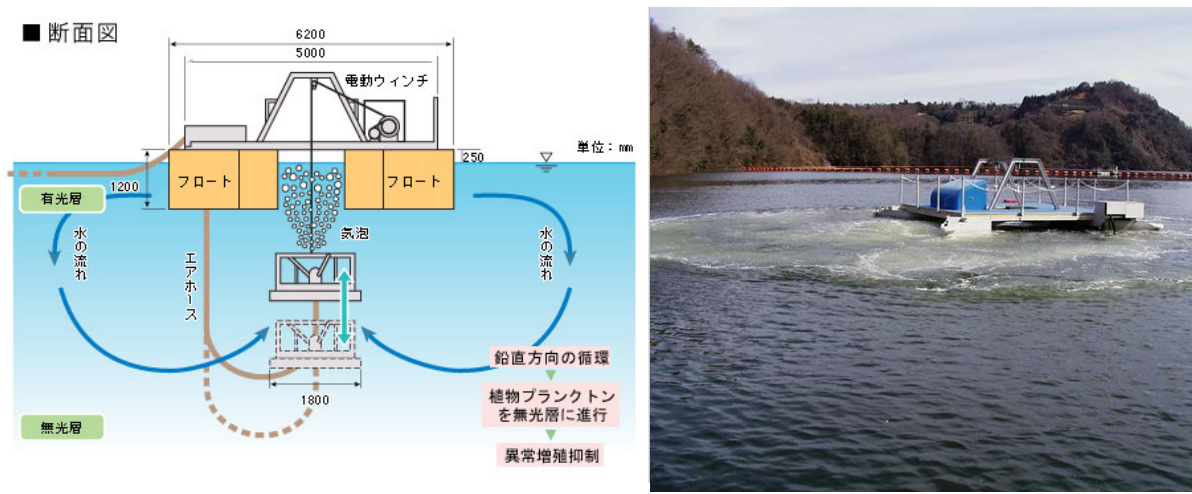 ■ 断面図
6200
5000
電動ウィンチ
単位：mm
250
1200
フロート
フロート
有光層
気泡
水の流れ
水の流れ
エアホース
鉛直方向の循環
1800
植物プランクトン
を無光層に進行
無光層
異常増殖抑制